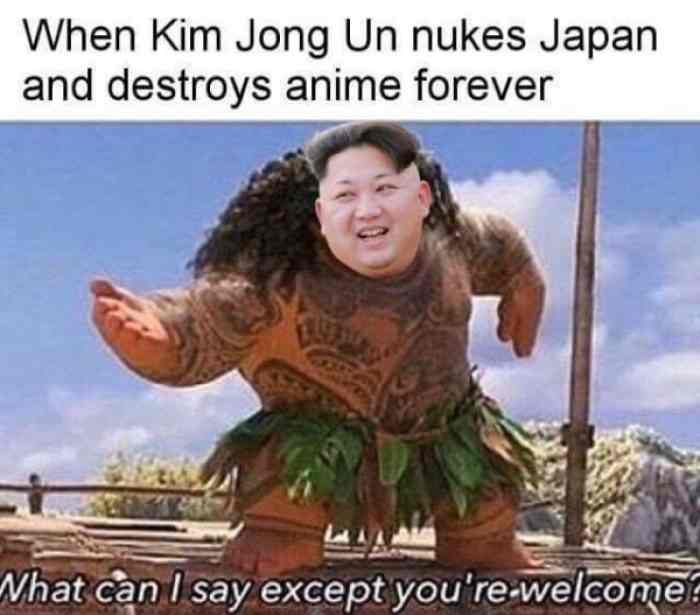 When Kim Jong Un nukes Japan
and destroys anime forever
What can I say except you're welcome?